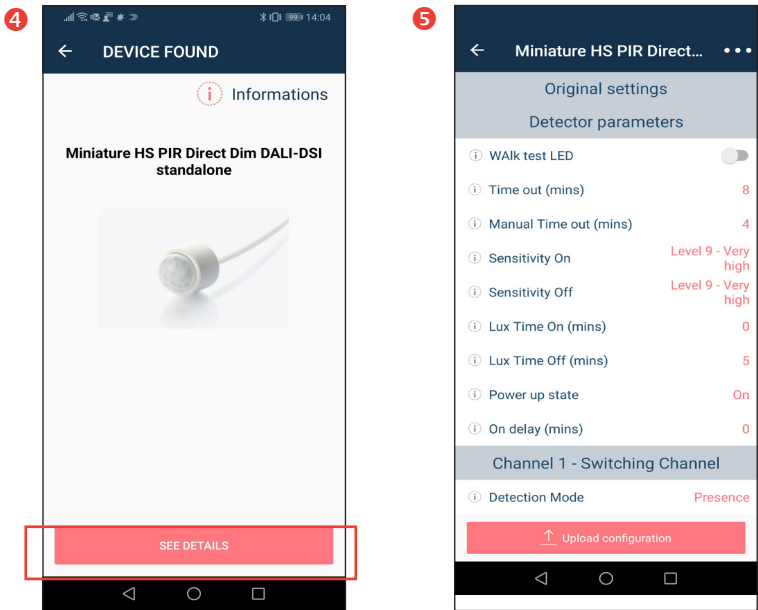 4
99 14:04
DEVICE FOUND
i Informations
Miniature HS PIR Direct Dim DALI-DSI
standalone
SEE DETAILS
5
Miniature HS PIR Direct... •••
Original settings
Detector parameters
i WAlk test LED
i Time out (mins) 8
i Manual Time out (mins) 4
i Sensitivity On Level 9 - Very
high
i Sensitivity Off Level 9 - Very
high
i Lux Time On (mins) 0
i Lux Time Off (mins) 5
i Power up state On
i On delay (mins) 0
Channel 1 - Switching Channel
i Detection Mode Presence
Upload configuration